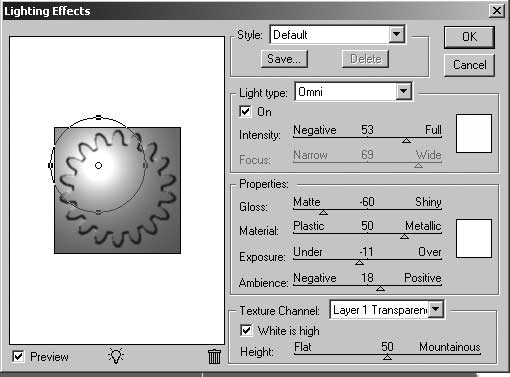 Lighting Effects
Style: Default
OK
Save... Delete
Cancel
Light type: Omni
On
Intensity: Negative 53 Full
Focus: Narrow 69 Wide
Properties:
Gloss: Matte -60 Shiny
Material: Plastic 50 Metallic
Exposure: Under -11 Over
Ambience: Negative 18 Positive
Texture Channel: Layer 1 Transparen
White is high
Height: Flat 50 Mountainous
Preview